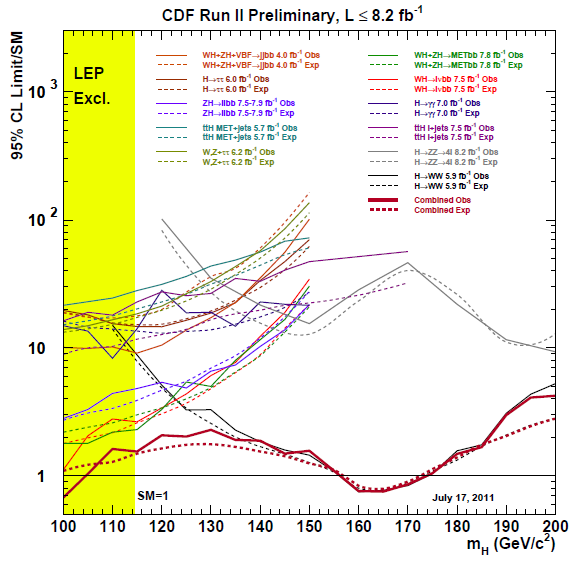 CDF Run II Preliminary, L ≤ 8.2 fb⁻¹
95% CL Limit/SM
LEP
Excl.
WH+ZH+VBF→jjbb 4.0 fb⁻¹ Obs
WH+ZH+VBF→jjbb 4.0 fb⁻¹ Exp
H→ττ 6.0 fb⁻¹ Obs
H→ττ 6.0 fb⁻¹ Exp
ZH→llbb 7.5-7.9 fb⁻¹ Obs
ZH→llbb 7.5-7.9 fb⁻¹ Exp
ttH MET+jets 5.7 fb⁻¹ Obs
ttH MET+jets 5.7 fb⁻¹ Exp
W,Z+ττ 6.2 fb⁻¹ Obs
W,Z+ττ 6.2 fb⁻¹ Exp
WH+ZH→METbb 7.8 fb⁻¹ Obs
WH+ZH→METbb 7.8 fb⁻¹ Exp
WH→lνbb 7.5 fb⁻¹ Obs
WH→lνbb 7.5 fb⁻¹ Exp
H→γγ 7.0 fb⁻¹ Obs
H→γγ 7.0 fb⁻¹ Exp
ttH l+jets 7.5 fb⁻¹ Obs
ttH l+jets 7.5 fb⁻¹ Exp
H→ZZ→4l 8.2 fb⁻¹ Obs
H→ZZ→4l 8.2 fb⁻¹ Exp
H→WW 5.9 fb⁻¹ Obs
H→WW 5.9 fb⁻¹ Exp
Combined Obs
Combined Exp
10³
10²
10
1
SM=1
July 17, 2011
100 110 120 130 140 150 160 170 180 190 200
m_H (GeV/c²)